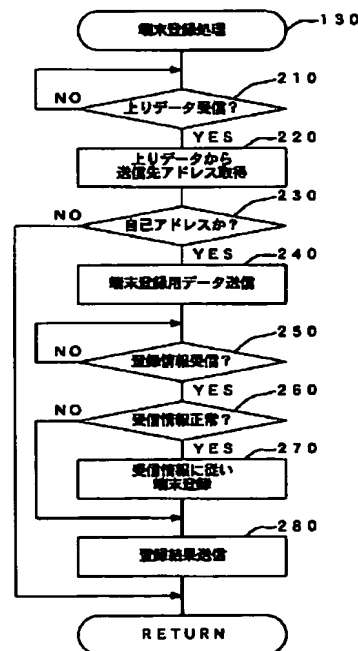 端末登録処理
130
210
NO
上りデータ受信？
YES
220
上りデータから
送信先アドレス取得
230
NO
自己アドレスか？
YES
240
端末登録用データ送信
250
NO
登録情報受信？
YES
260
NO
受信情報正常？
YES
270
受信情報に従い
端末登録
280
登録結果送信
RETURN